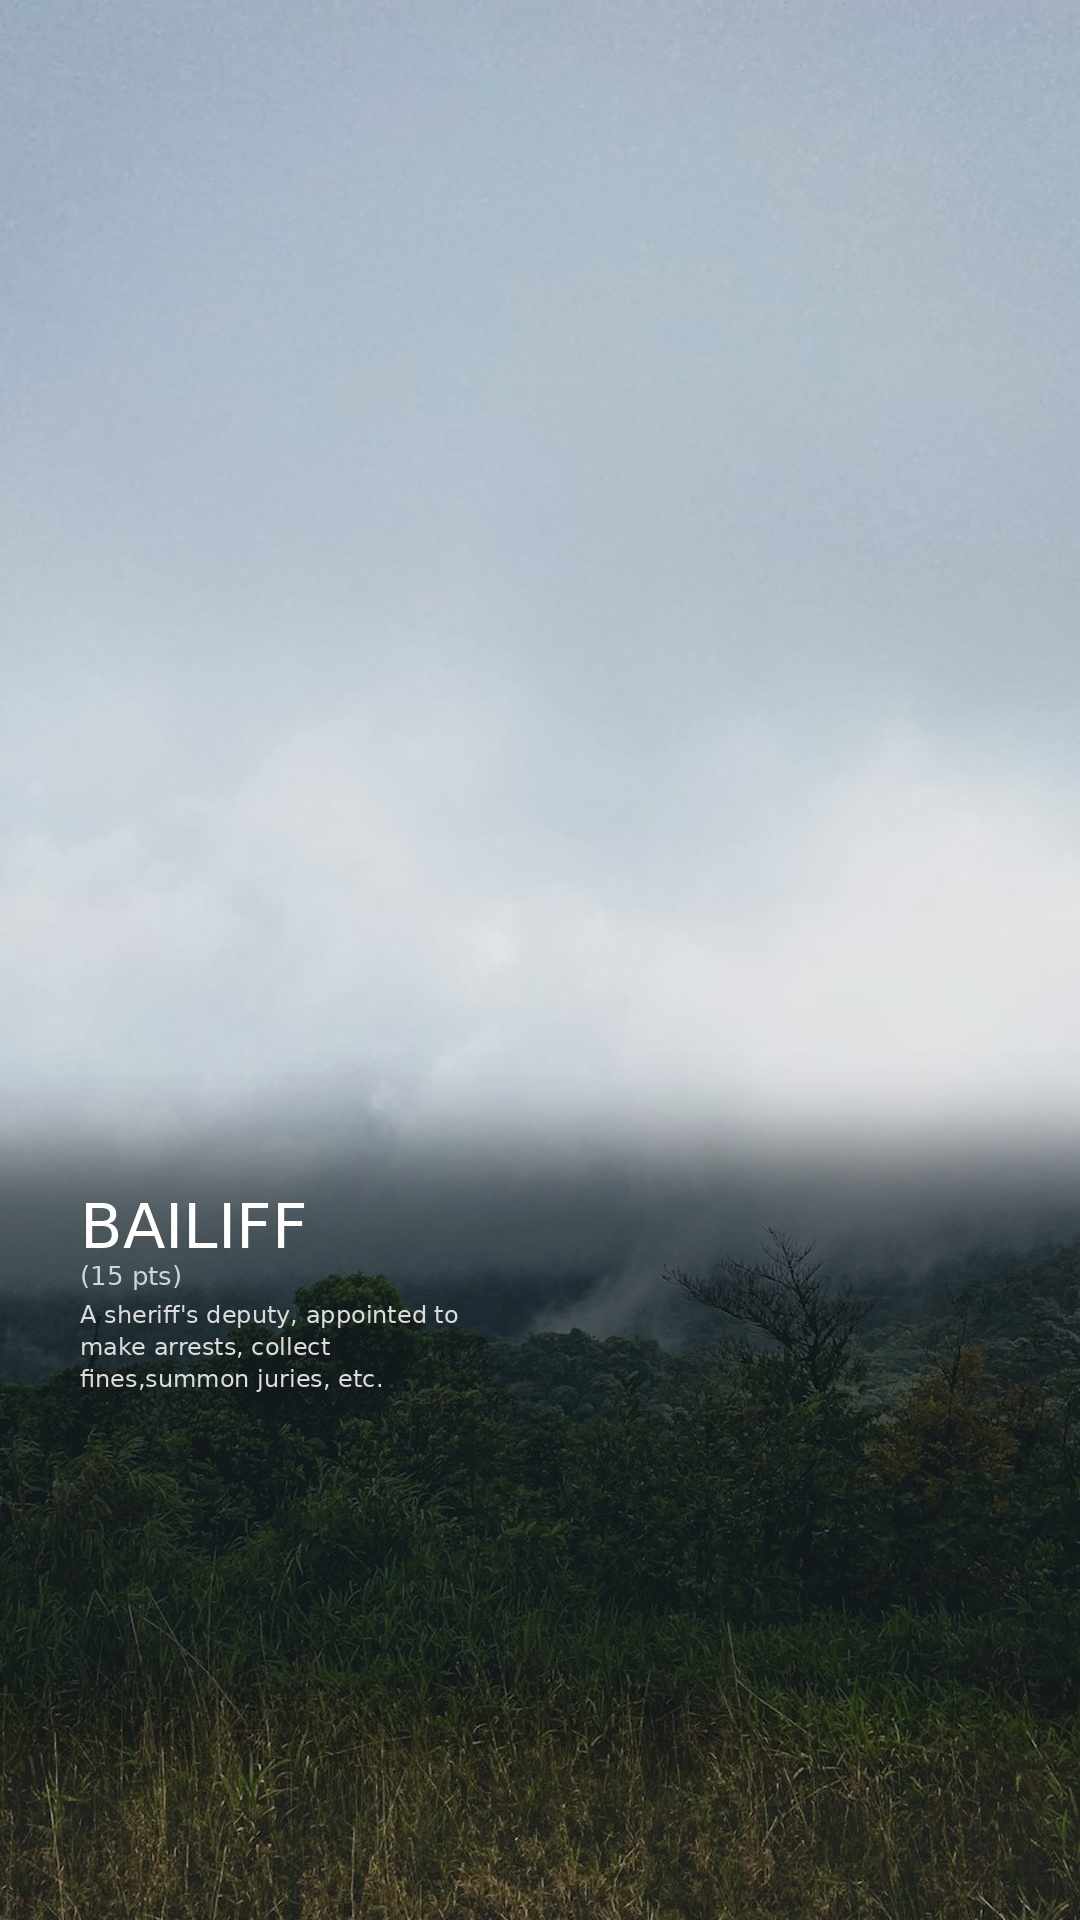 BAILIFF
(15 pts)
A sheriff's deputy, appointed to
make arrests, collect
fines,summon juries, etc.